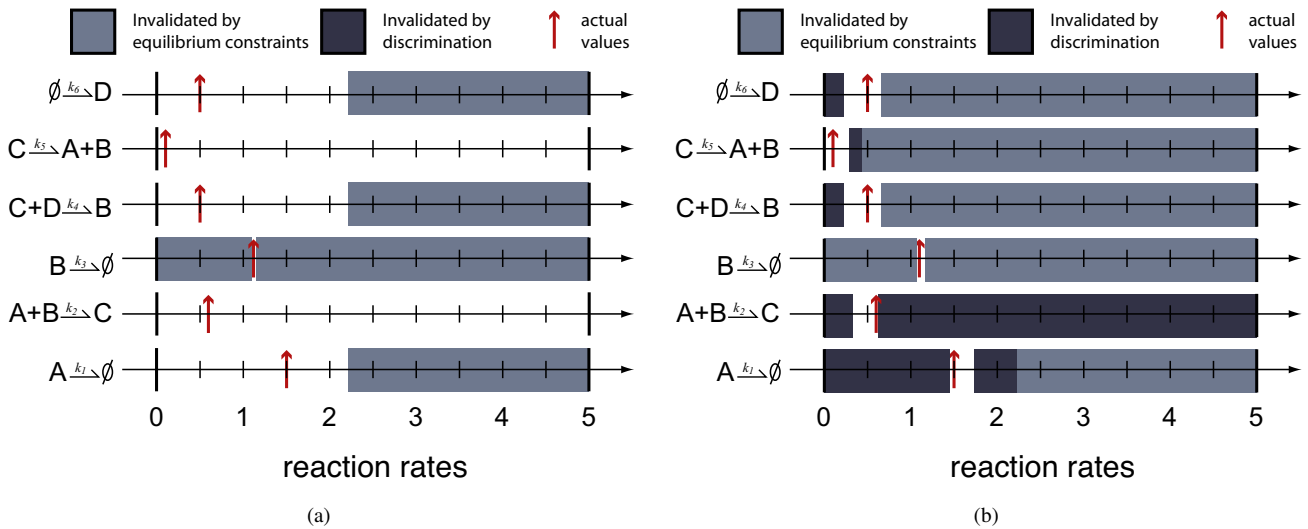 Invalidated by
equilibrium constraints
Invalidated by
discrimination
actual
values
∅ k₆⇀ D
C k₅⇀ A+B
C+D k₄⇀ B
B k₃⇀ ∅
A+B k₂⇀ C
A k₁⇀ ∅
0 1 2 3 4 5
reaction rates
(a)
Invalidated by
equilibrium constraints
Invalidated by
discrimination
actual
values
∅ k₆⇀ D
C k₅⇀ A+B
C+D k₄⇀ B
B k₃⇀ ∅
A+B k₂⇀ C
A k₁⇀ ∅
0 1 2 3 4 5
reaction rates
(b)